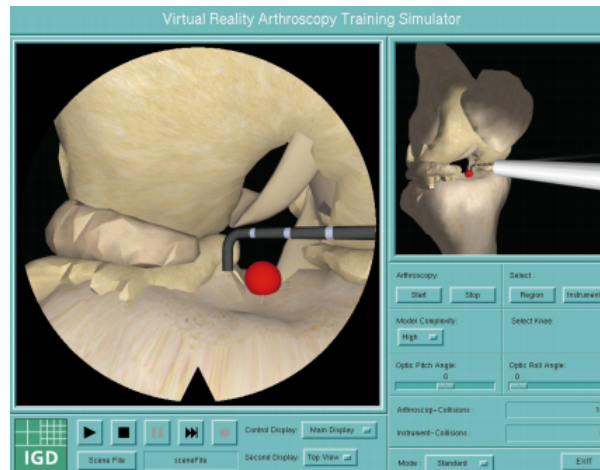 Virtual Reality Arthroscopy Training Simulator
Arthroscopy:
Start
Stop
Select :
Region
Instrument
Model Complexity:
High
Select Knee:
Optic Pitch Angle:
0
Optic Roll Angle:
0
Arthroscop-Collisions :
1
Instrument-Collisions :
Mode :
Standard
EXIT
IGD
Control Display:
Main Display
Scene File
sceneFile
Second Display:
Top View